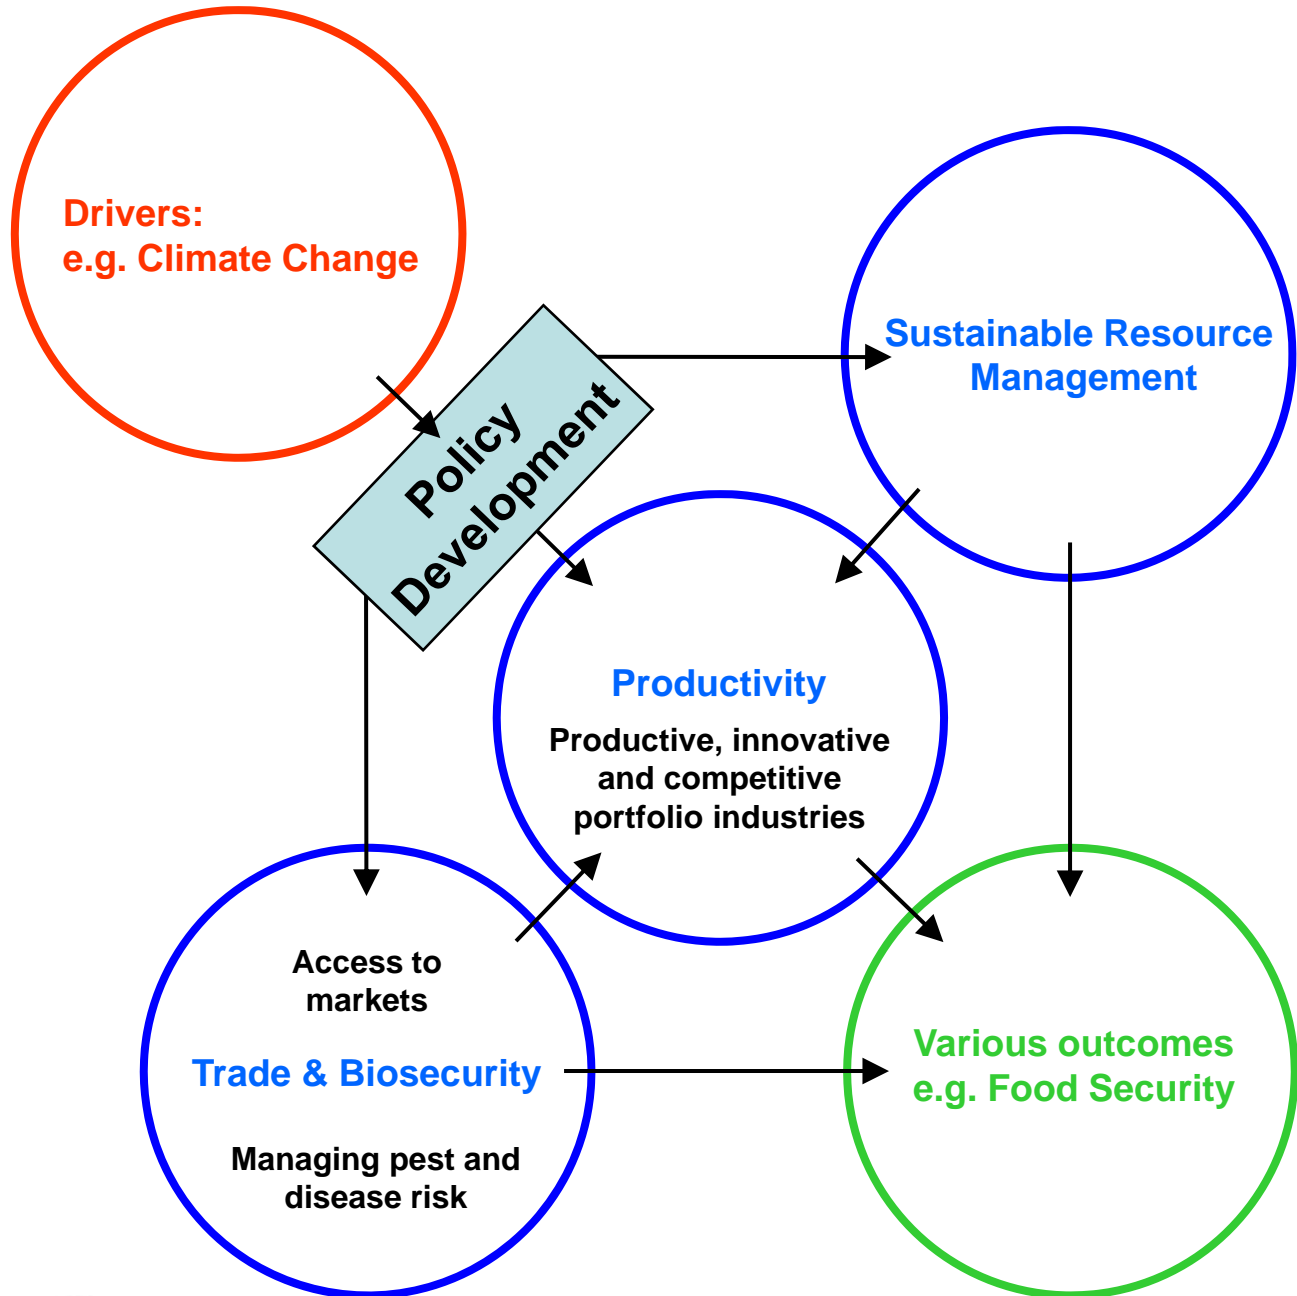 Drivers:
e.g. Climate Change
Sustainable Resource
Management
Policy
Development
Productivity
Productive, innovative
and competitive
portfolio industries
Access to
markets
Trade & Biosecurity
Managing pest and
disease risk
Various outcomes
e.g. Food Security